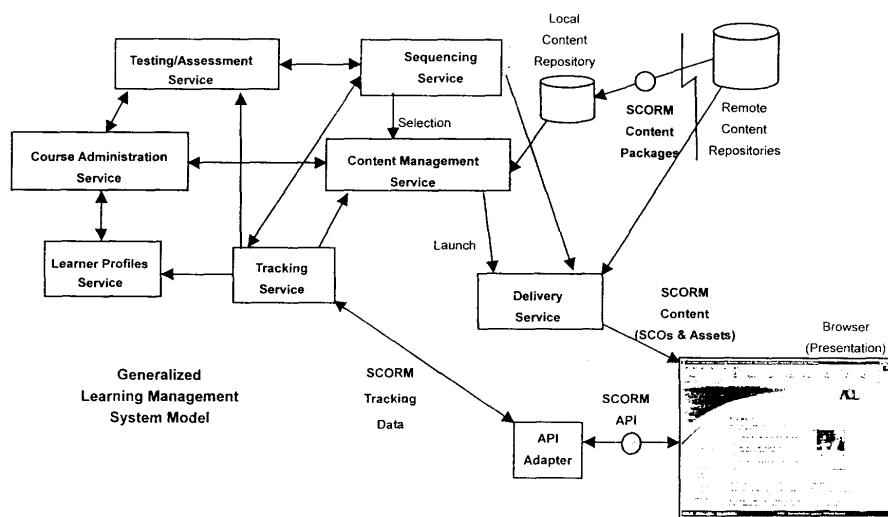 Local
Content
Repository
Testing/Assessment
Service
Sequencing
Service
SCORM
Content
Packages
Remote
Content
Repositories
Selection
Course Administration
Service
Content Management
Service
Launch
Learner Profiles
Service
Tracking
Service
Delivery
Service
SCORM
Content
(SCOs & Assets)
Browser
(Presentation)
Generalized
Learning Management
System Model
SCORM
Tracking
Data
SCORM
API
API
Adapter